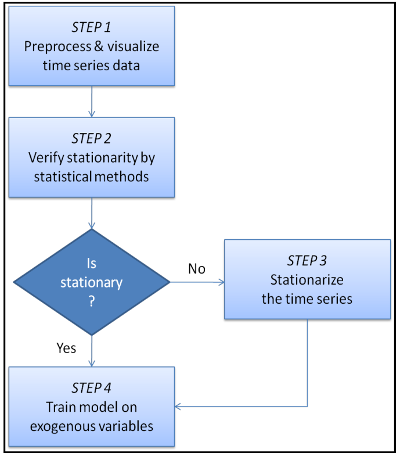 STEP 1
Preprocess & visualize
time series data
STEP 2
Verify stationarity by
statistical methods
Is
stationary
?
No
STEP 3
Stationarize
the time series
Yes
STEP 4
Train model on
exogenous variables